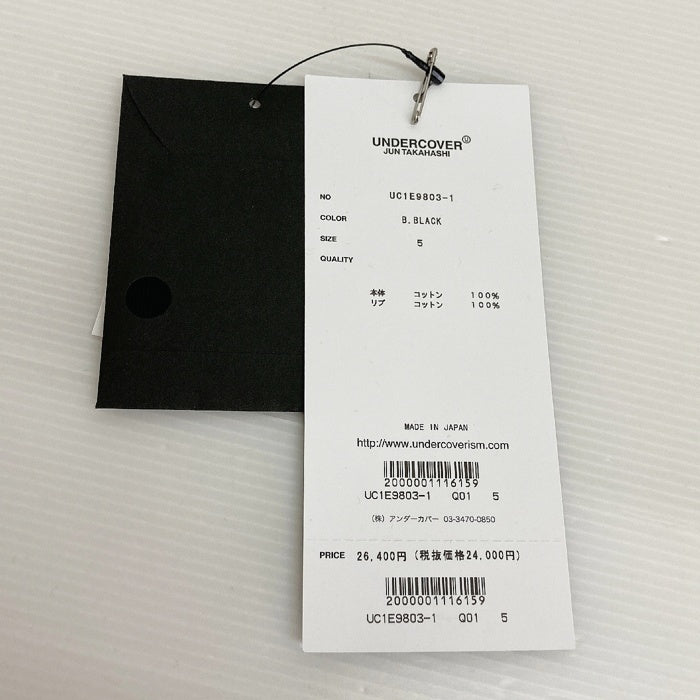 UNDERCOVER Ⓤ
JUN TAKAHASHI
NO UC1E9803-1
COLOR B.BLACK
SIZE 5
QUALITY
本体 コットン 100%
リブ コットン 100%
MADE IN JAPAN
http://www.undercoverism.com
2000001116159
UC1E9803-1 Q01 5
(株) アンダーカバー 03-3470-0850
PRICE 26,400円 (税抜価格24,000円)
2000001116159
UC1E9803-1 Q01 5